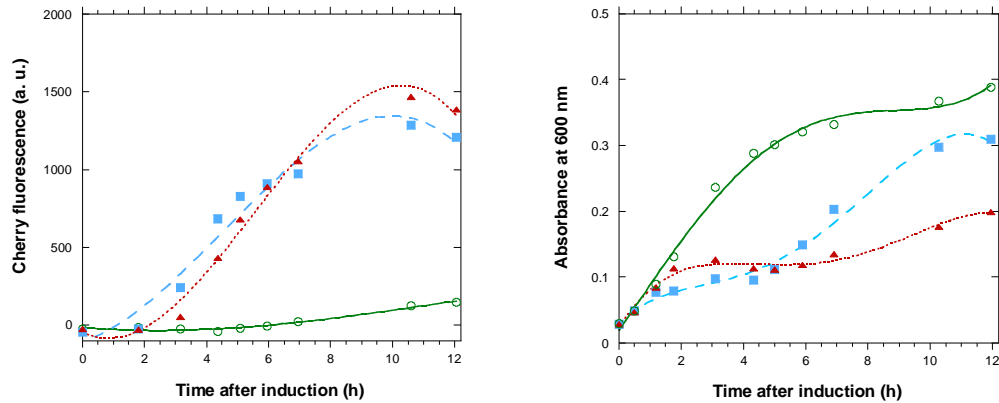 2000
1500
1000
500
0
Cherry fluorescence (a. u.)
0 2 4 6 8 10 12
Time after induction (h)
0.5
0.4
0.3
0.2
0.1
0
Absorbance at 600 nm
0 2 4 6 8 10 12
Time after induction (h)